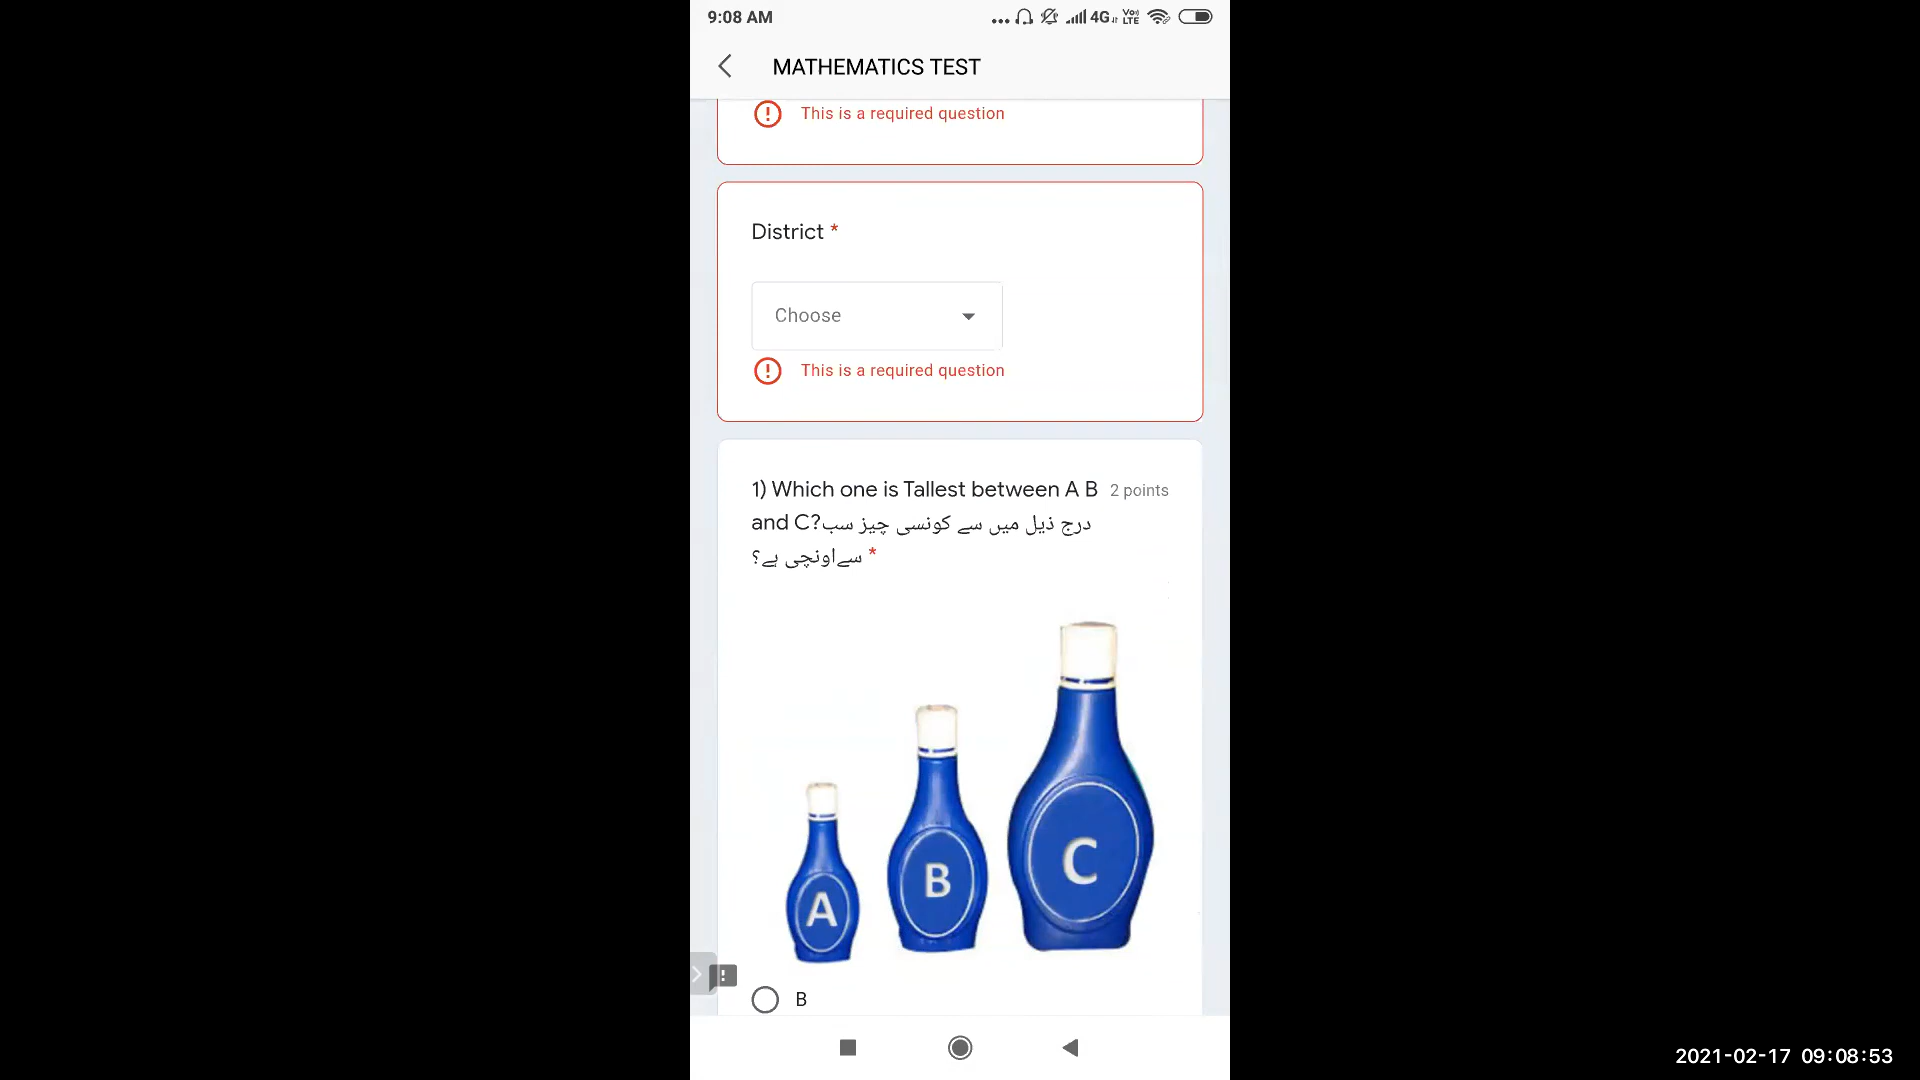 9:08 AM
4G
Vo) LTE
MATHEMATICS TEST
This is a required question
District *
Choose
This is a required question
1) Which one is Tallest between A B 2 points
and C?درج ذیل میں سے کونسی چیز سب
سےاونچی ہے؟ *
A
B
C
B
2021-02-17 09:08:53